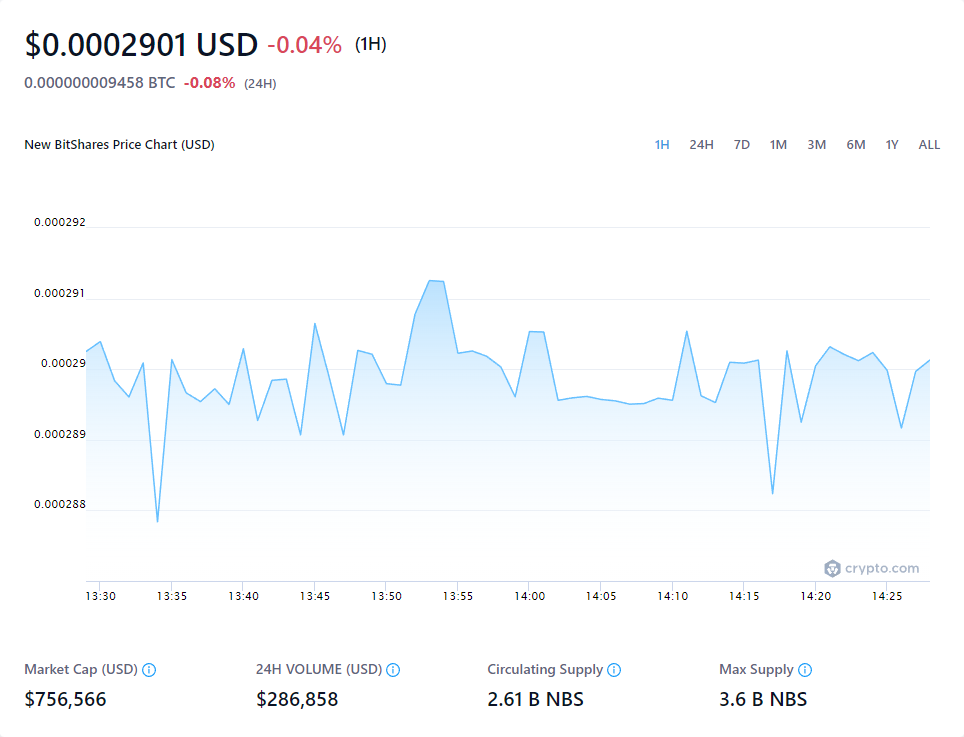 $0.0002901 USD -0.04% (1H)
0.000000009458 BTC -0.08% (24H)
New BitShares Price Chart (USD)
1H 24H 7D 1M 3M 6M 1Y ALL
0.000292
0.000291
0.00029
0.000289
0.000288
crypto.com
13:30 13:35 13:40 13:45 13:50 13:55 14:00 14:05 14:10 14:15 14:20 14:25
Market Cap (USD) 24H VOLUME (USD) Circulating Supply Max Supply
$756,566 $286,858 2.61 B NBS 3.6 B NBS